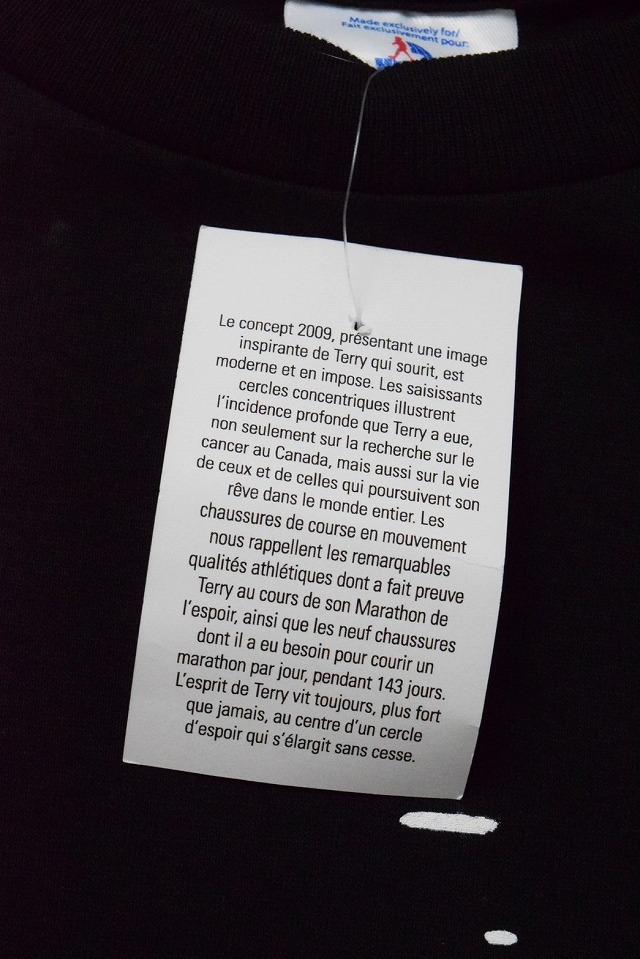 Made exclusively for/
Fait exclusivement pour:
Le concept 2009, présentant une image
inspirante de Terry qui sourit, est
moderne et en impose. Les saisissants
cercles concentriques illustrent
l'incidence profonde que Terry a eue,
non seulement sur la recherche sur le
cancer au Canada, mais aussi sur la vie
de ceux et de celles qui poursuivent son
rêve dans le monde entier. Les
chaussures de course en mouvement
nous rappellent les remarquables
qualités athlétiques dont a fait preuve
Terry au cours de son Marathon de
l'espoir, ainsi que les neuf chaussures
dont il a eu besoin pour courir un
marathon par jour, pendant 143 jours.
L'esprit de Terry vit toujours, plus fort
que jamais, au centre d'un cercle
d'espoir qui s'élargit sans cesse.